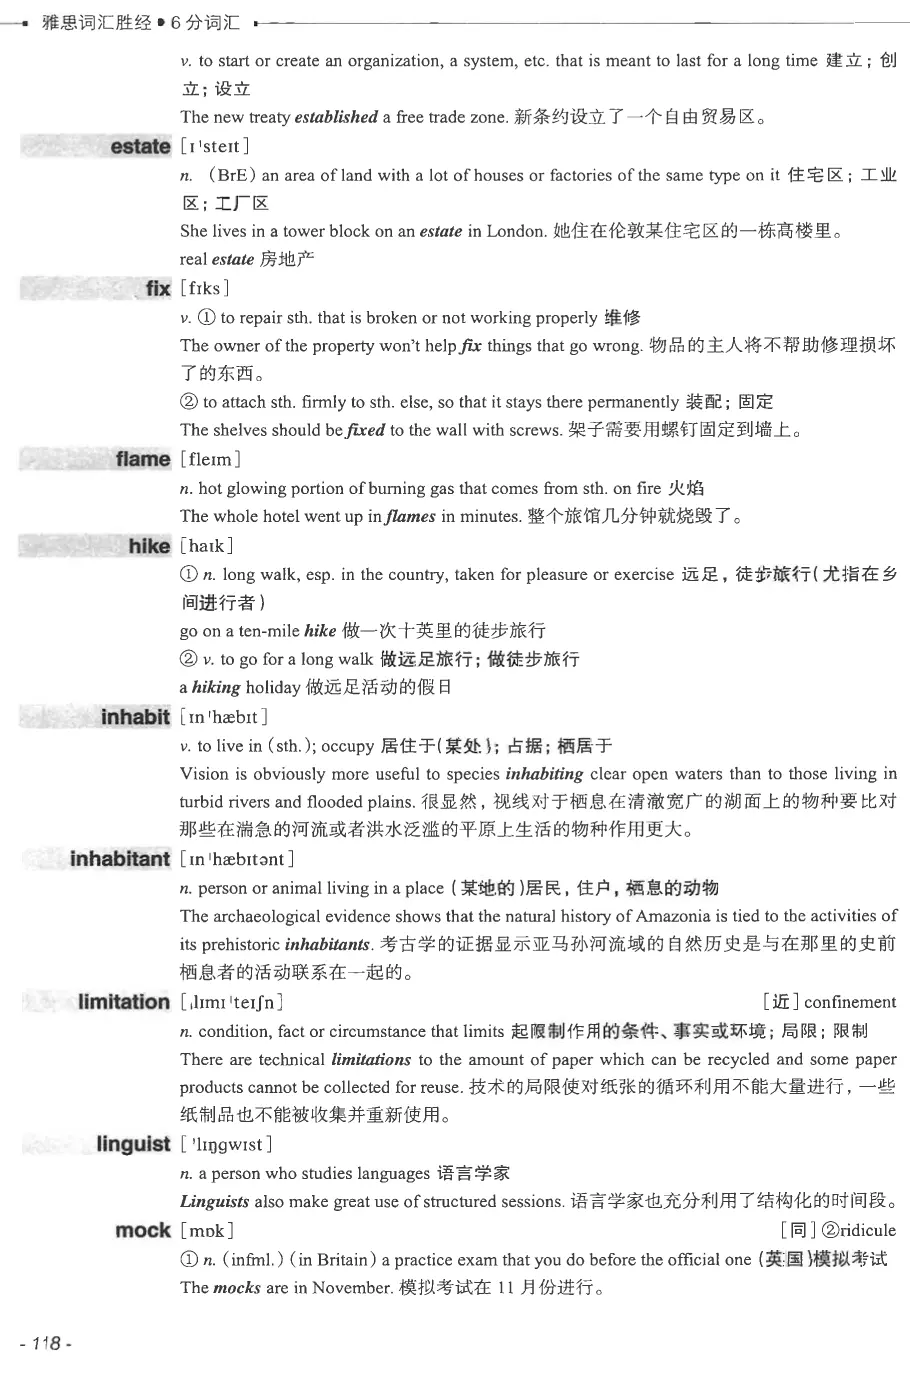 雅思词汇胜经•6分词汇
v. to start or create an organization, a system, etc. that is meant to last for a long time 建立；创
立；设立
The new treaty established a free trade zone. 新条约设立了一个自由贸易区。
estate [ɪˈsteɪt]
n. (BrE) an area of land with a lot of houses or factories of the same type on it 住宅区；工业
区；工厂区
She lives in a tower block on an estate in London. 她住在伦敦某住宅区的一栋高楼里。
real estate 房地产
fix [fɪks]
v. ① to repair sth. that is broken or not working properly 维修
The owner of the property won't help fix things that go wrong. 物品的主人将不帮助修理损坏
了的东西。
② to attach sth. firmly to sth. else, so that it stays there permanently 装配；固定
The shelves should be fixed to the wall with screws. 架子需要用螺钉固定到墙上。
flame [fleɪm]
n. hot glowing portion of burning gas that comes from sth. on fire 火焰
The whole hotel went up in flames in minutes. 整个旅馆几分钟就烧毁了。
hike [haɪk]
① n. long walk, esp. in the country, taken for pleasure or exercise 远足，徒步旅行(尤指在乡
间进行者)
go on a ten-mile hike 做一次十英里的徒步旅行
② v. to go for a long walk 做远足旅行；做徒步旅行
a hiking holiday 做远足活动的假日
inhabit [ɪnˈhæbɪt]
v. to live in (sth.); occupy 居住于(某处)；占据；栖居于
Vision is obviously more useful to species inhabiting clear open waters than to those living in
turbid rivers and flooded plains. 很显然，视线对于栖息在清澈宽广的湖面上的物种要比对
那些在湍急的河流或者洪水泛滥的平原上生活的物种作用更大。
inhabitant [ɪnˈhæbɪtənt]
n. person or animal living in a place (某地的)居民，住户，栖息的动物
The archaeological evidence shows that the natural history of Amazonia is tied to the activities of
its prehistoric inhabitants. 考古学的证据显示亚马孙河流域的自然历史是与在那里的史前
栖息者的活动联系在一起的。
limitation [ˌlɪmɪˈteɪʃn] [近] confinement
n. condition, fact or circumstance that limits 起限制作用的条件、事实或环境；局限；限制
There are technical limitations to the amount of paper which can be recycled and some paper
products cannot be collected for reuse. 技术的局限使对纸张的循环利用不能大量进行，一些
纸制品也不能被收集并重新使用。
linguist [ˈlɪŋgwɪst]
n. a person who studies languages 语言学家
Linguists also make great use of structured sessions. 语言学家也充分利用了结构化的时间段。
mock [mɒk] [同] ②ridicule
① n. (infml.) (in Britain) a practice exam that you do before the official one (英国)模拟考试
The mocks are in November. 模拟考试在 11 月份进行。
- 118 -